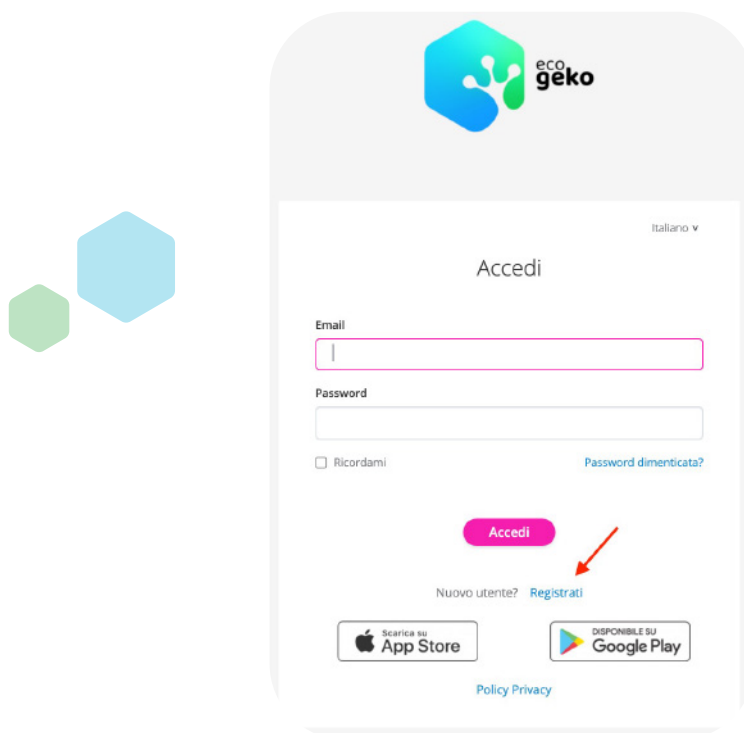 eco
geko
Italiano
Accedi
Email
Password
Ricordami
Password dimenticata?
Accedi
Nuovo utente? Registrati
Scarica su
App Store
DISPONIBILE SU
Google Play
Policy Privacy